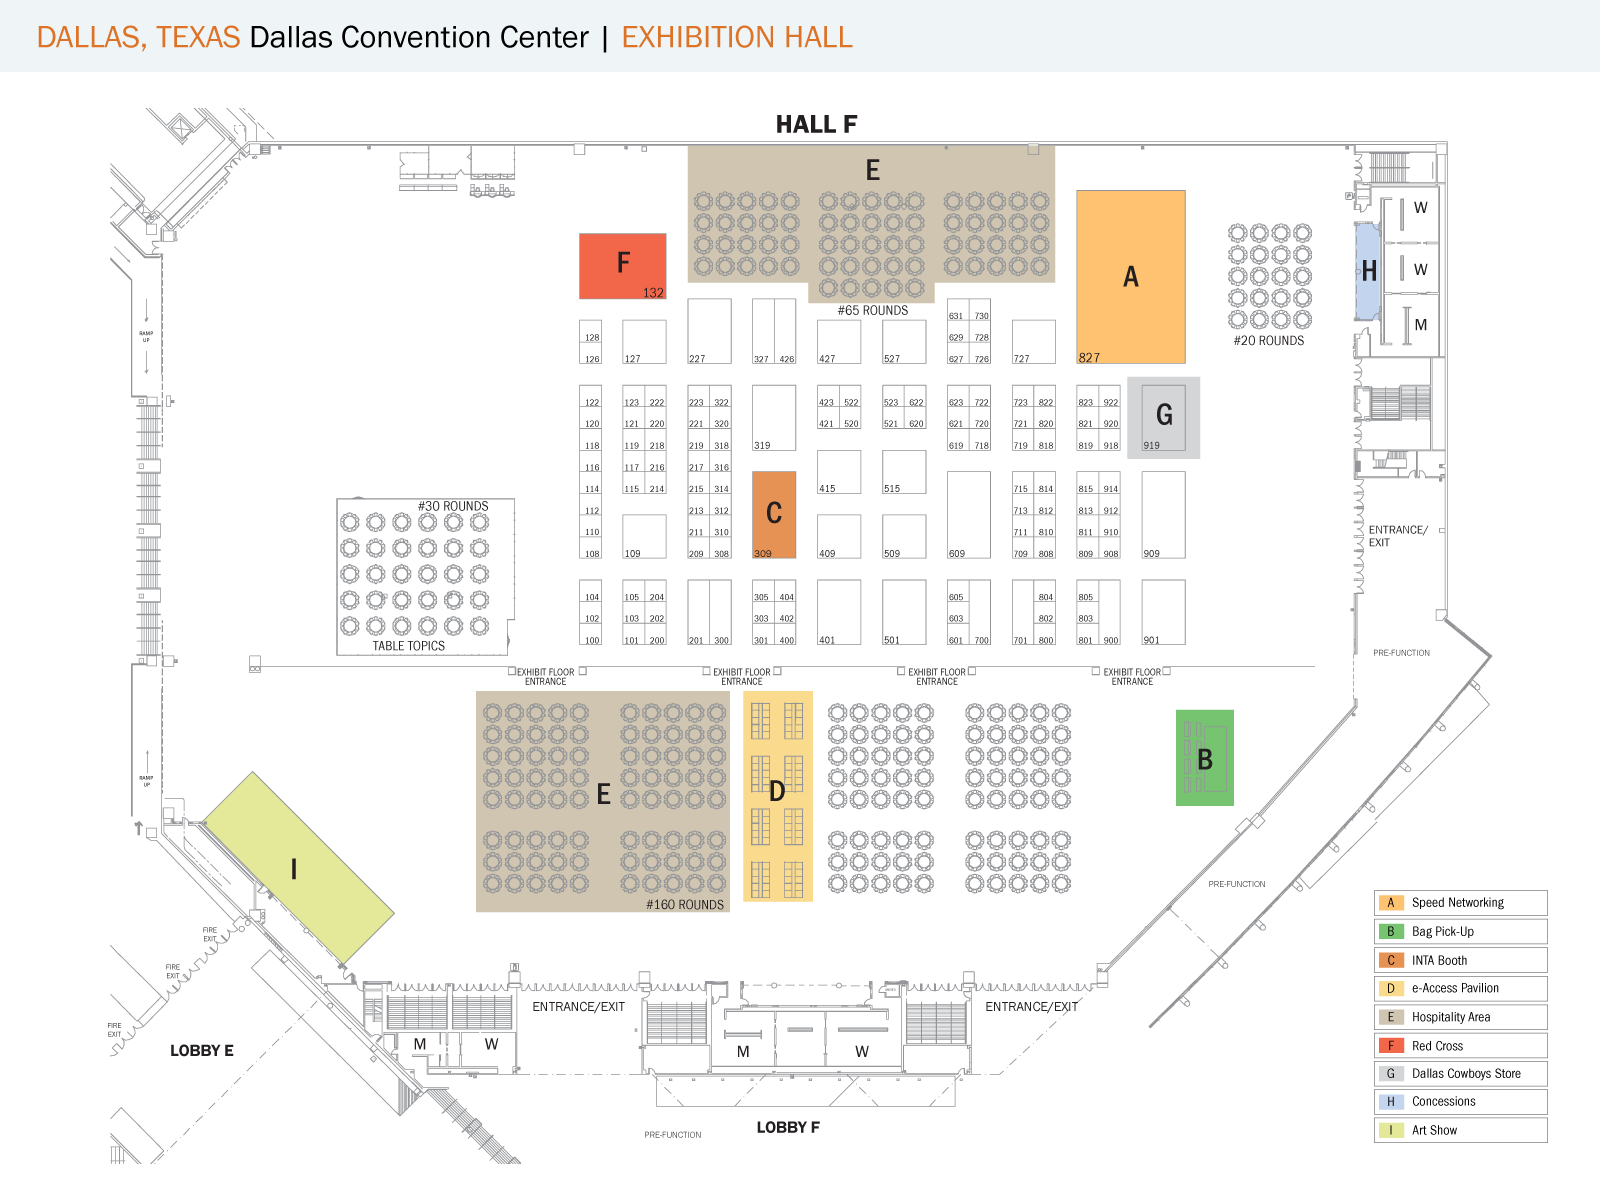 DALLAS, TEXAS Dallas Convention Center | EXHIBITION HALL
HALL F
E
W
F
132
A
H
W
#65 ROUNDS
631 730
M
128
629 728
#20 ROUNDS
RAMP
UP
126 127 227 327 426 427 527 627 726 727 827
122 123 222 223 322 423 522 523 622 623 722 723 822 823 922
G
120 121 220 221 320 421 520 521 620 621 720 721 820 821 920
118 119 218 219 318 319 619 718 719 818 819 918 919
116 117 216 217 316
114 115 214 215 314 415 515 715 814 815 914
#30 ROUNDS
112 213 312 C 713 812 813 912
110 211 310 711 810 811 910
ENTRANCE/
EXIT
108 109 209 308 309 409 509 609 709 808 809 908 909
104 105 204 305 404 605 804 805
102 103 202 303 402 603 802 803
100 101 200 201 300 301 400 401 501 601 700 701 800 801 900 901
TABLE TOPICS
PRE-FUNCTION
EXHIBIT FLOOR
ENTRANCE
EXHIBIT FLOOR
ENTRANCE
EXHIBIT FLOOR
ENTRANCE
EXHIBIT FLOOR
ENTRANCE
RAMP
UP
E
D
B
I
#160 ROUNDS
PRE-FUNCTION
FIRE
EXIT
FIRE
EXIT
FIRE
EXIT
ENTRANCE/EXIT
ENTRANCE/EXIT
LOBBY E
M
W
M
W
LOBBY F
PRE-FUNCTION
A Speed Networking
B Bag Pick-Up
C INTA Booth
D e-Access Pavilion
E Hospitality Area
F Red Cross
G Dallas Cowboys Store
H Concessions
I Art Show